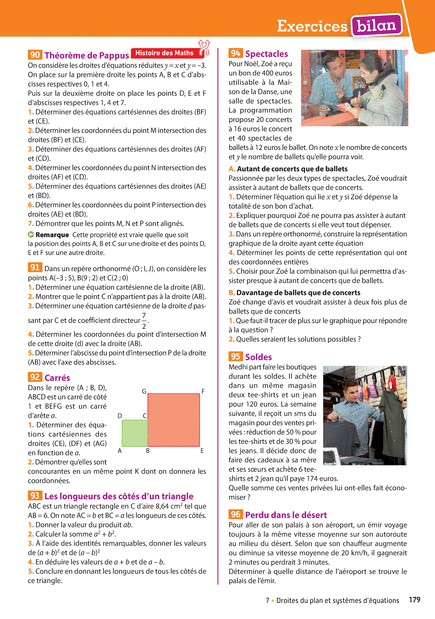 Exercices bilan
90 Théorème de Pappus Histoire des Maths
On considère les droites d'équations réduites y = x et y = –3.
On place sur la première droite les points A, B et C d'abs-
cisses respectives 0, 1 et 4.
Puis sur la deuxième droite on place les points D, E et F
d'abscisses respectives 1, 4 et 7.
1. Déterminer des équations cartésiennes des droites (BF)
et (CE).
2. Déterminer les coordonnées du point M intersection des
droites (BF) et (CE).
3. Déterminer des équations cartésiennes des droites (AF)
et (CD).
4. Déterminer les coordonnées du point N intersection des
droites (AF) et (CD).
5. Déterminer des équations cartésiennes des droites (AE)
et (BD).
6. Déterminer les coordonnées du point P intersection des
droites (AE) et (BD).
7. Démontrer que les points M, N et P sont alignés.
Remarque Cette propriété est vraie quelle que soit
la position des points A, B et C sur une droite et des points D,
E et F sur une autre droite.
91 Dans un repère orthonormé (O ; I, J), on considère les
points A(–3 ; 5), B(9 ; 2) et C(2 ; 0)
1. Déterminer une équation cartésienne de la droite (AB).
2. Montrer que le point C n'appartient pas à la droite (AB).
3. Déterminer une équation cartésienne de la droite d pas-
sant par C et de coefficient directeur 7/2.
4. Déterminer les coordonnées du point d'intersection M
de cette droite (d) avec la droite (AB).
5. Déterminer l'abscisse du point d'intersection P de la droite
(AB) avec l'axe des abscisses.
92 Carrés
Dans le repère (A ; B, D),
ABCD est un carré de côté
1 et BEFG est un carré
d'arête a.
1. Déterminer des équa-
tions cartésiennes des
droites (CE), (DF) et (AG)
en fonction de a.
2. Démontrer qu'elles sont
concourantes en un même point K dont on donnera les
coordonnées.
G F
D C
A B E
93 Les longueurs des côtés d'un triangle
ABC est un triangle rectangle en C d'aire 8,64 cm² tel que
AB = 6. On note AC = b et BC = a les longueurs de ces côtés.
1. Donner la valeur du produit ab.
2. Calculer la somme a² + b².
3. À l'aide des identités remarquables, donner les valeurs
de (a + b)² et de (a – b)²
4. En déduire les valeurs de a + b et de a – b.
5. Conclure en donnant les longueurs de tous les côtés de
ce triangle.
94 Spectacles
Pour Noël, Zoé a reçu
un bon de 400 euros
utilisable à la Mai-
son de la Danse, une
salle de spectacles.
La programmation
propose 20 concerts
à 16 euros le concert
et 40 spectacles de
ballets à 12 euros le ballet. On note x le nombre de concerts
et y le nombre de ballets qu'elle pourra voir.
A. Autant de concerts que de ballets
Passionnée par les deux types de spectacles, Zoé voudrait
assister à autant de ballets que de concerts.
1. Déterminer l'équation qui lie x et y si Zoé dépense la
totalité de son bon d'achat.
2. Expliquer pourquoi Zoé ne pourra pas assister à autant
de ballets que de concerts si elle veut tout dépenser.
3. Dans un repère orthonormé, construire la représentation
graphique de la droite ayant cette équation
4. Déterminer les points de cette représentation qui ont
des coordonnées entières
5. Choisir pour Zoé la combinaison qui lui permettra d'as-
sister presque à autant de concerts que de ballets.
B. Davantage de ballets que de concerts
Zoé change d'avis et voudrait assister à deux fois plus de
ballets que de concerts
1. Que faut-il tracer de plus sur le graphique pour répondre
à la question ?
2. Quelles seraient les solutions possibles ?
95 Soldes
Medhi part faire les boutiques
durant les soldes. Il achète
dans un même magasin
deux tee-shirts et un jean
pour 120 euros. La semaine
suivante, il reçoit un sms du
magasin pour des ventes pri-
vées : réduction de 50 % pour
les tee-shirts et de 30 % pour
les jeans. Il décide donc de
faire des cadeaux à sa mère
et ses sœurs et achète 6 tee-
shirts et 2 jean qu'il paye 174 euros.
Quelle somme ces ventes privées lui ont-elles fait écono-
miser ?
96 Perdu dans le désert
Pour aller de son palais à son aéroport, un émir voyage
toujours à la même vitesse moyenne sur son autoroute
au milieu du désert. Selon que son chauffeur augmente
ou diminue sa vitesse moyenne de 20 km/h, il gagnerait
2 minutes ou perdrait 3 minutes.
Déterminer à quelle distance de l'aéroport se trouve le
palais de l'émir.
7 • Droites du plan et systèmes d'équations 179